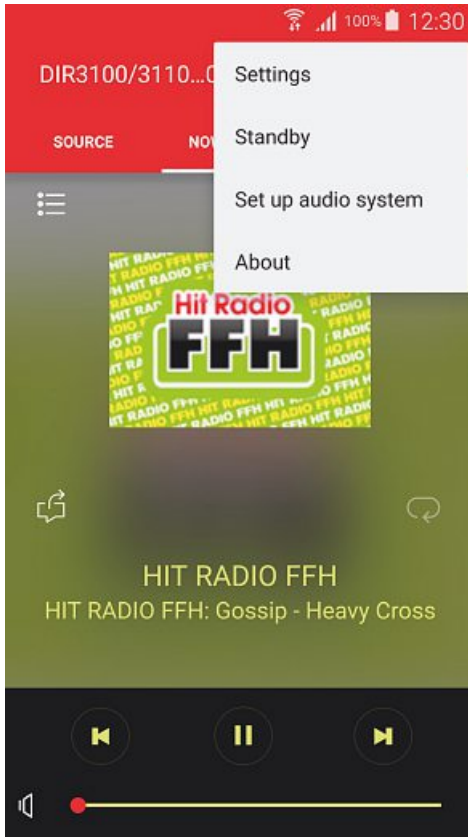 100% 12:30
DIR3100/3110...
Settings
SOURCE
NO
Standby
Set up audio system
About
Hit Radio
FFH
HIT RADIO FFH
HIT RADIO FFH: Gossip - Heavy Cross